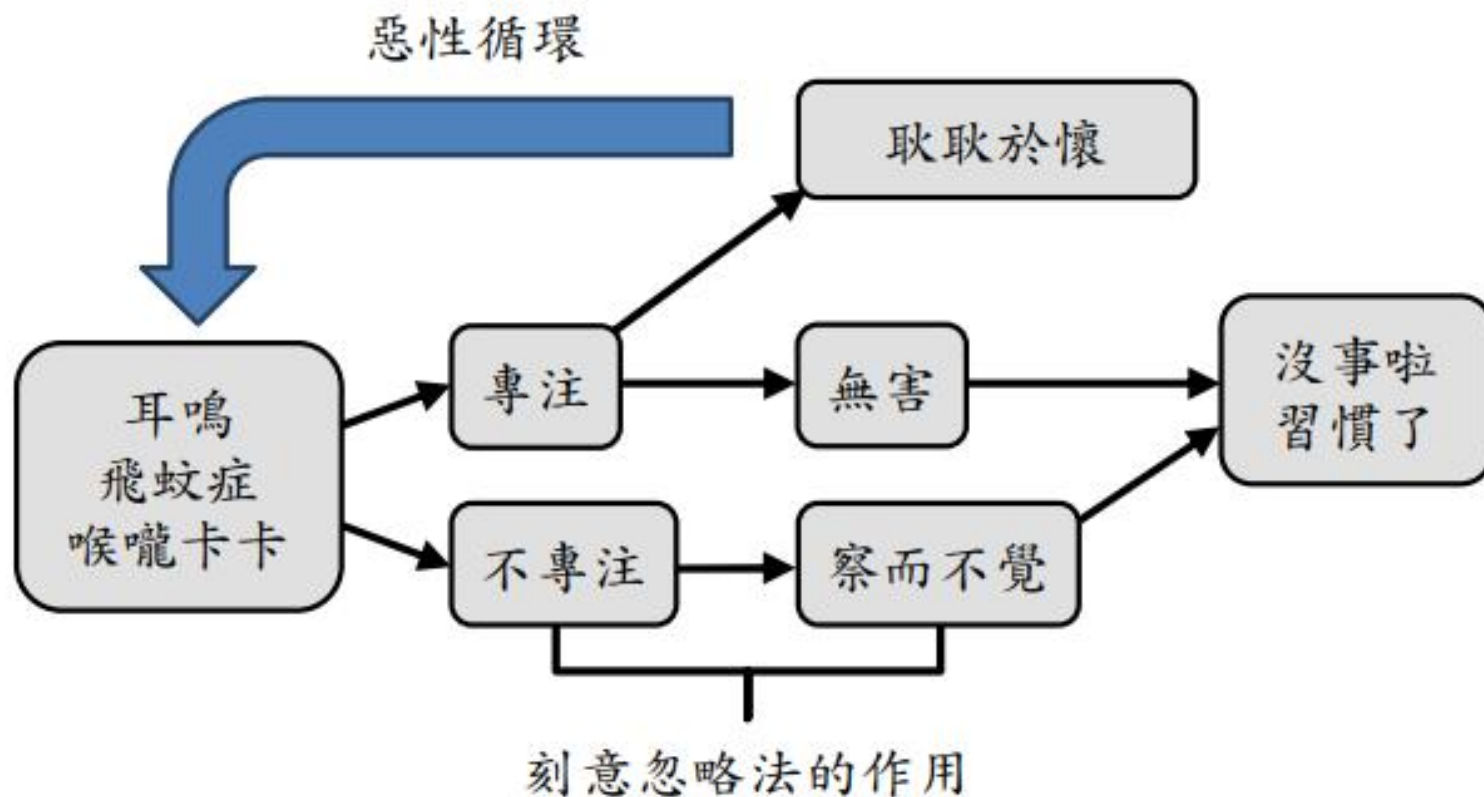 惡性循環
耿耿於懷
耳鳴
飛蚊症
喉嚨卡卡
專注
無害
沒事啦
習慣了
不專注
察而不覺
刻意忽略法的作用